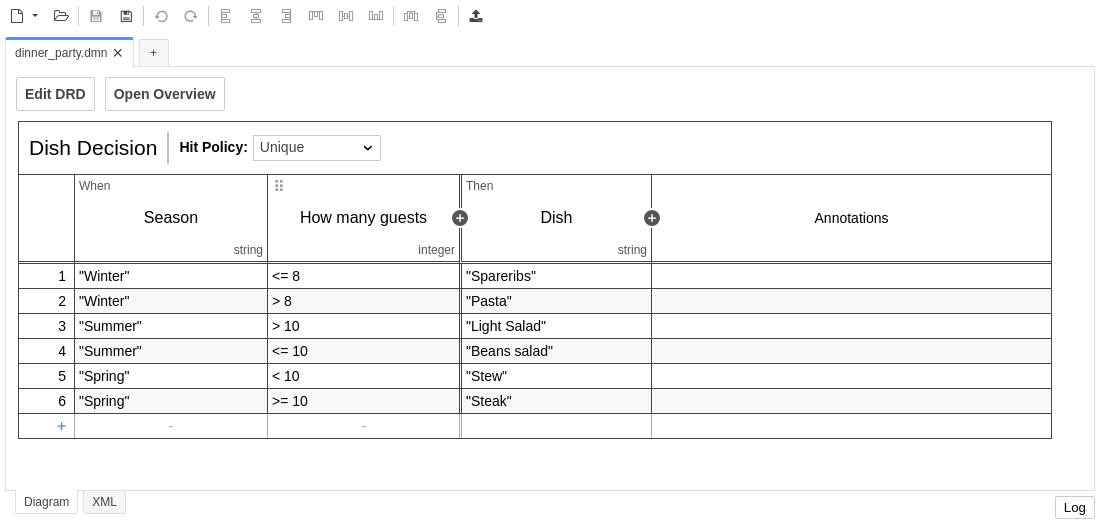 dinner_party.dmn
+
Edit DRD Open Overview
Dish Decision Hit Policy: Unique
When Then
Season How many guests + Dish + Annotations
string integer string
1 "Winter" <= 8 "Spareribs"
2 "Winter" > 8 "Pasta"
3 "Summer" > 10 "Light Salad"
4 "Summer" <= 10 "Beans salad"
5 "Spring" < 10 "Stew"
6 "Spring" >= 10 "Steak"
+ - -
Diagram XML
Log